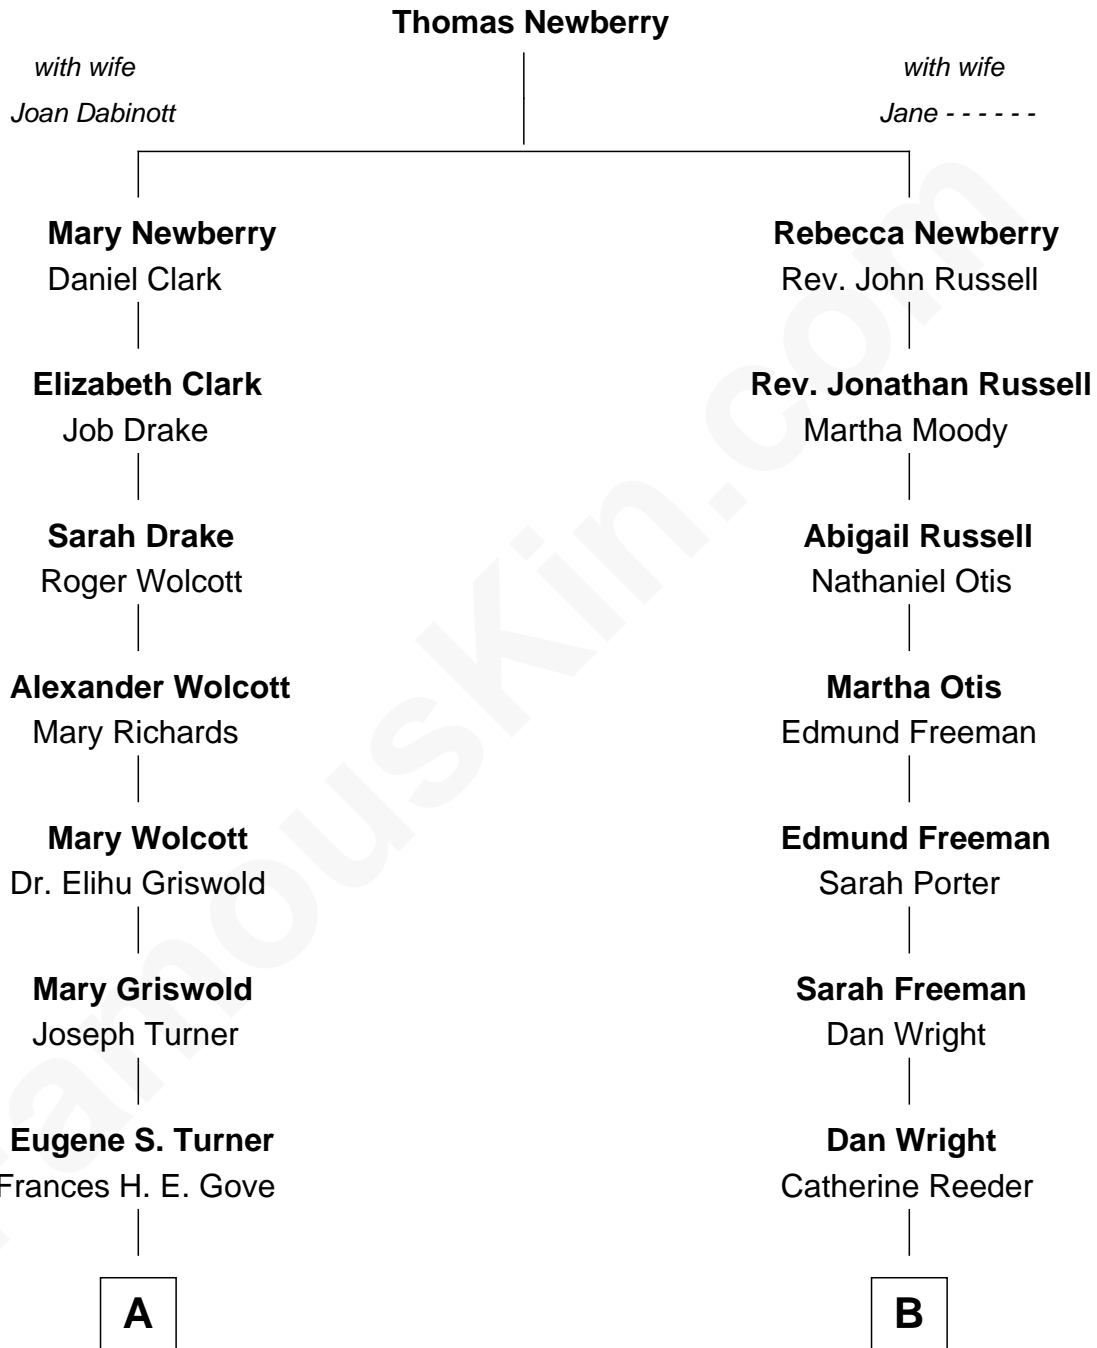 Thomas Newberry
with wife
Joan Dabinott
with wife
Jane - - - - - -
Mary Newberry
Daniel Clark
Rebecca Newberry
Rev. John Russell
Elizabeth Clark
Job Drake
Rev. Jonathan Russell
Martha Moody
Sarah Drake
Roger Wolcott
Abigail Russell
Nathaniel Otis
Alexander Wolcott
Mary Richards
Martha Otis
Edmund Freeman
Mary Wolcott
Dr. Elihu Griswold
Edmund Freeman
Sarah Porter
Mary Griswold
Joseph Turner
Sarah Freeman
Dan Wright
Eugene S. Turner
Frances H. E. Gove
Dan Wright
Catherine Reeder
A
B
FamousKin.com